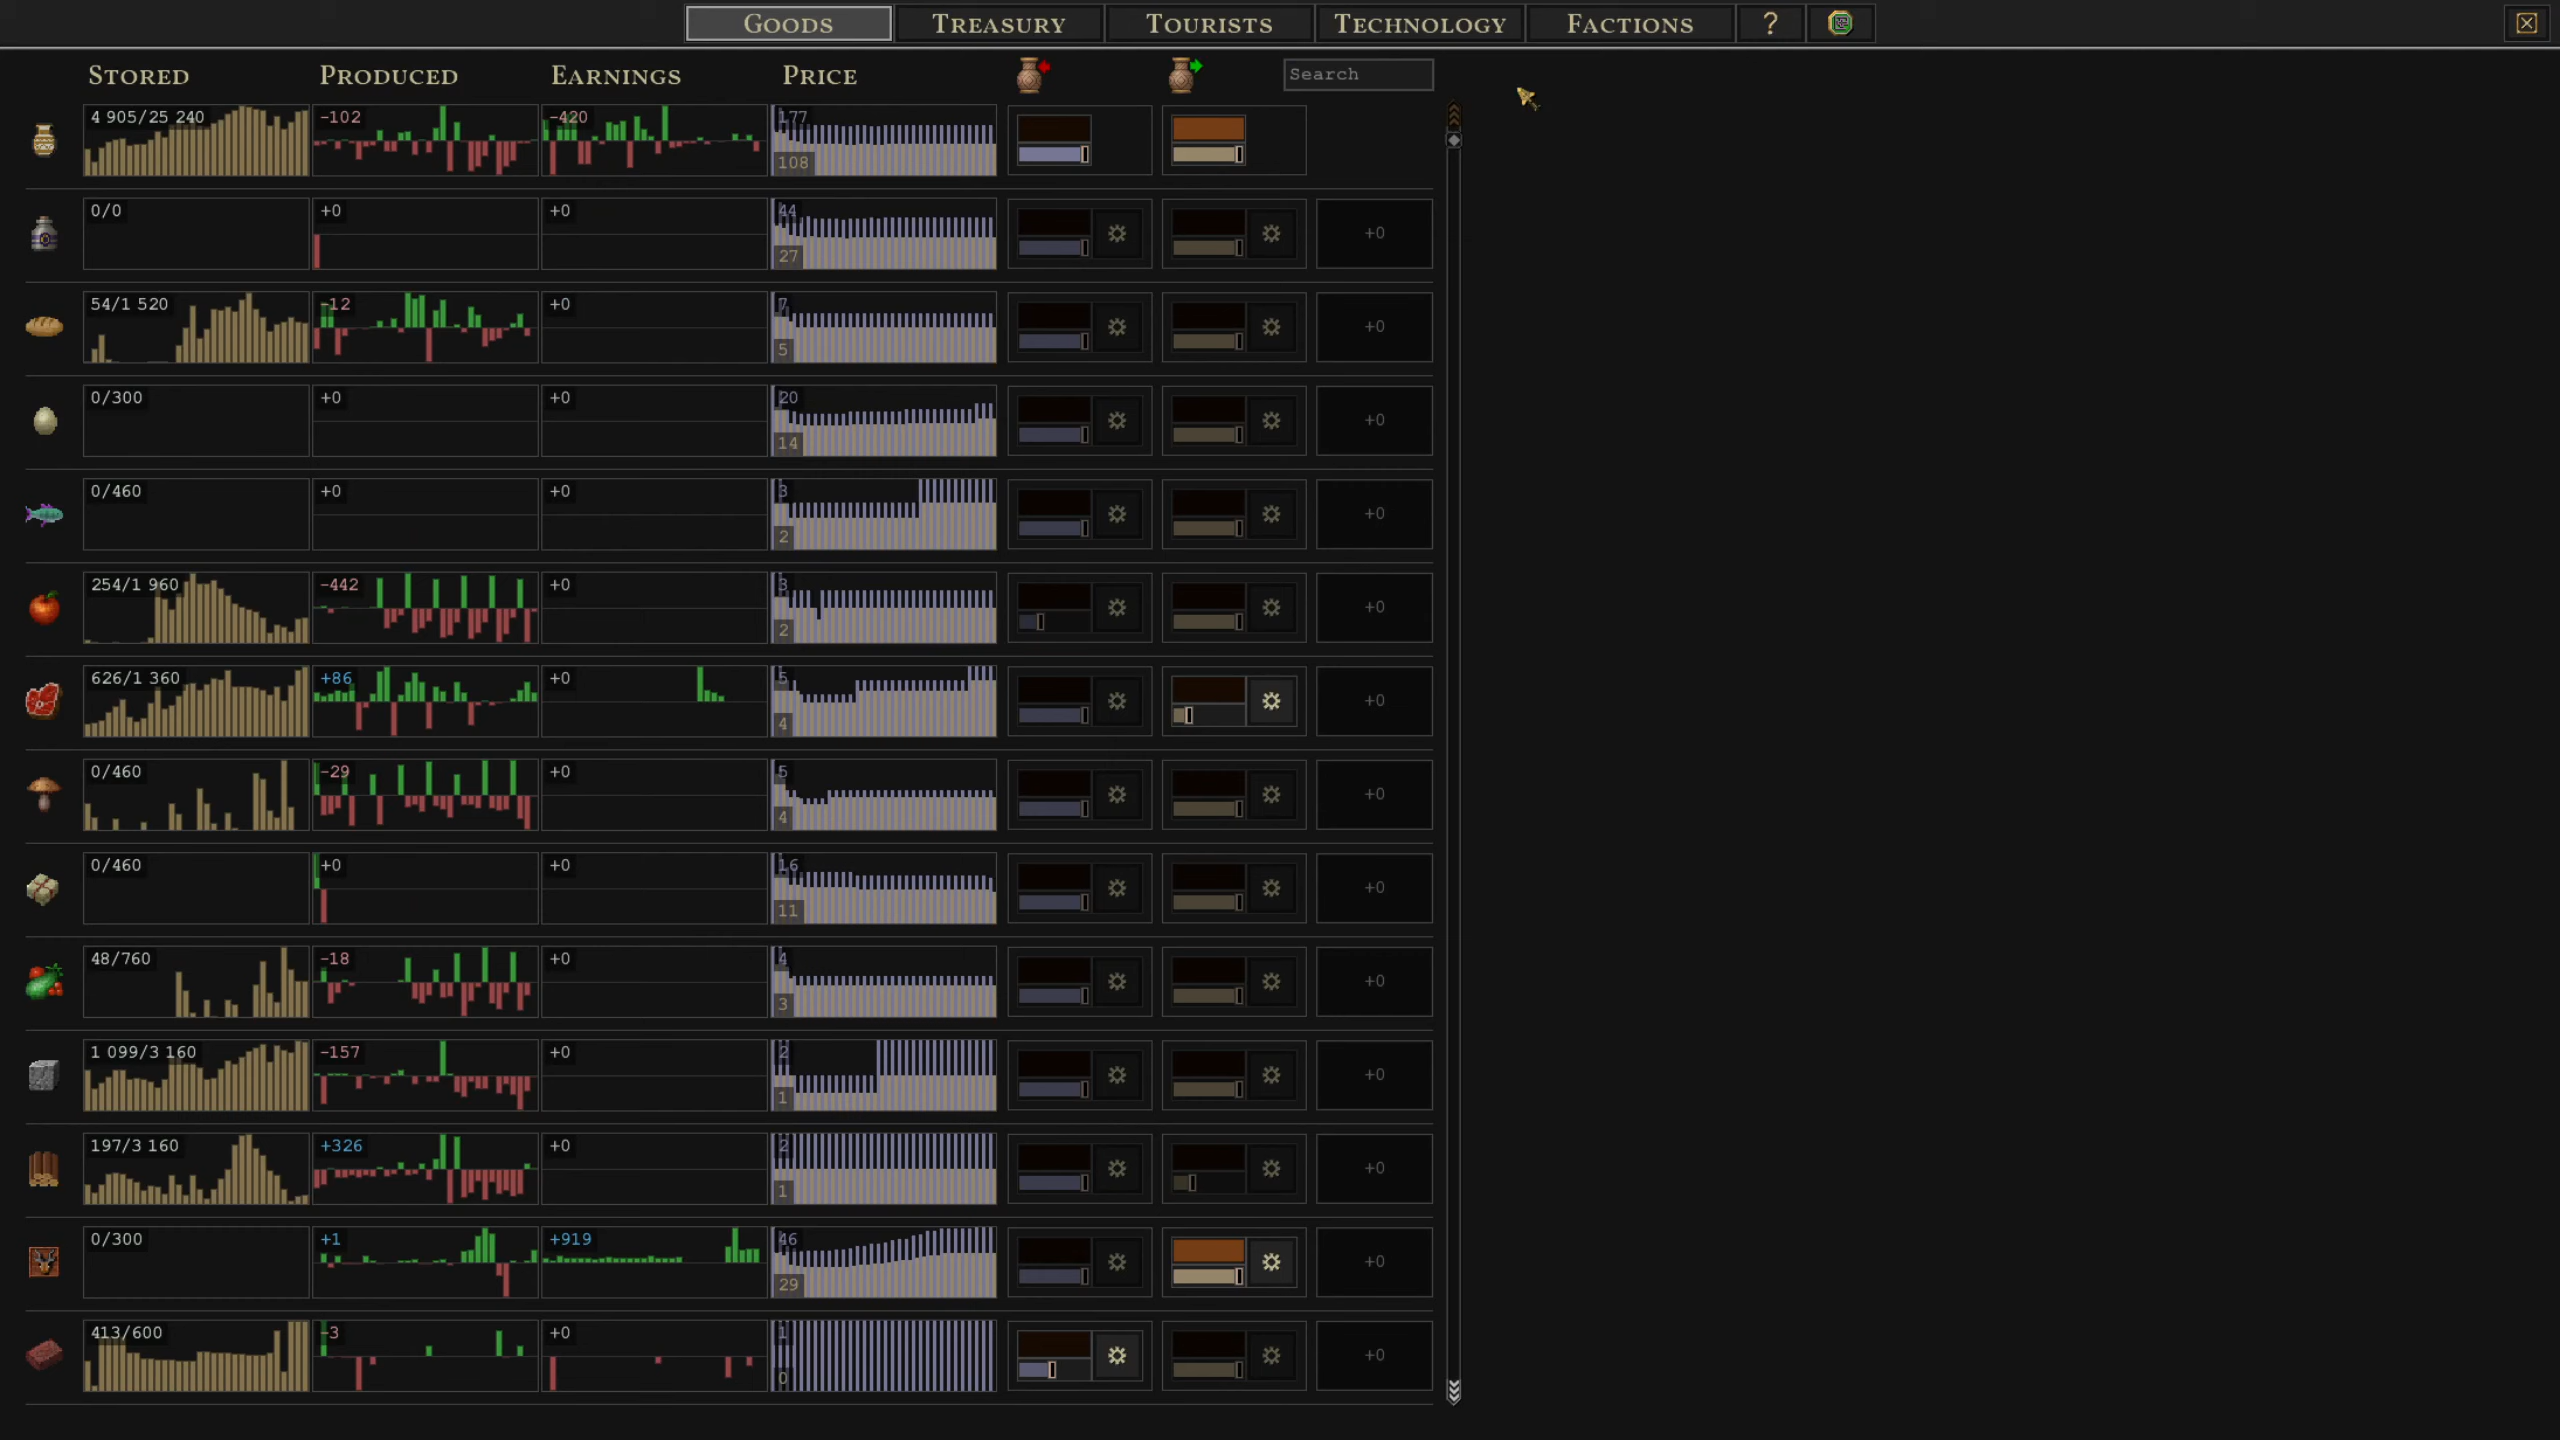 GOODS TREASURY TOURISTS TECHNOLOGY FACTIONS ?
STORED PRODUCED EARNINGS PRICE Search
4 905/25 240 -102 -420 177
108
0/0 +0 +0 44 +0
27
54/1 520 -12 +0 7 +0
5
0/300 +0 +0 20 +0
14
0/460 +0 +0 3 +0
2
254/1 960 -442 +0 3 +0
2
626/1 360 +86 +0 5 +0
4
0/460 -29 +0 5 +0
4
0/460 +0 +0 16 +0
11
48/760 -18 +0 4 +0
3
1 099/3 160 -157 +0 2 +0
1
197/3 160 +326 +0 2 +0
1
0/300 +1 +919 46 +0
29
413/600 -3 +0 1 +0
0